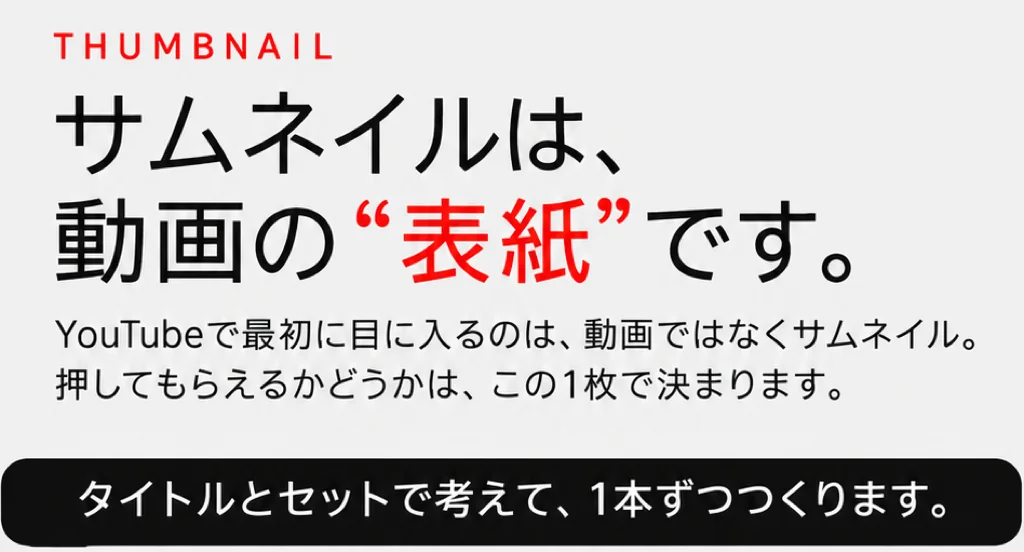 THUMBNAIL
サムネイルは、
動画の“表紙”です。
YouTubeで最初に目に入るのは、動画ではなくサムネイル。
押してもらえるかどうかは、この1枚で決まります。
タイトルとセットで考えて、1本ずつつくります。